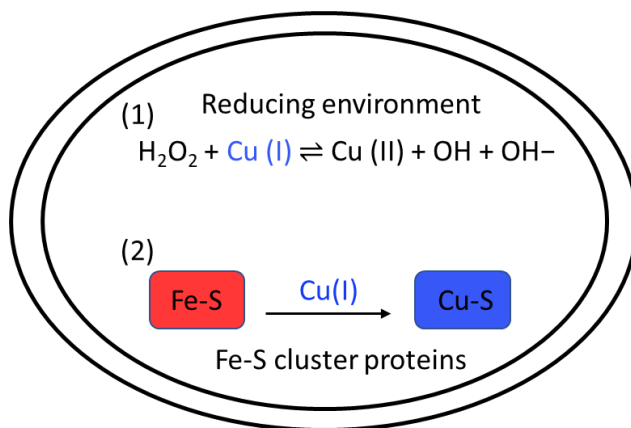 (1) Reducing environment
H₂O₂ + Cu (I) ⇌ Cu (II) + OH + OH−
(2)
Fe-S Cu(I) Cu-S
Fe-S cluster proteins